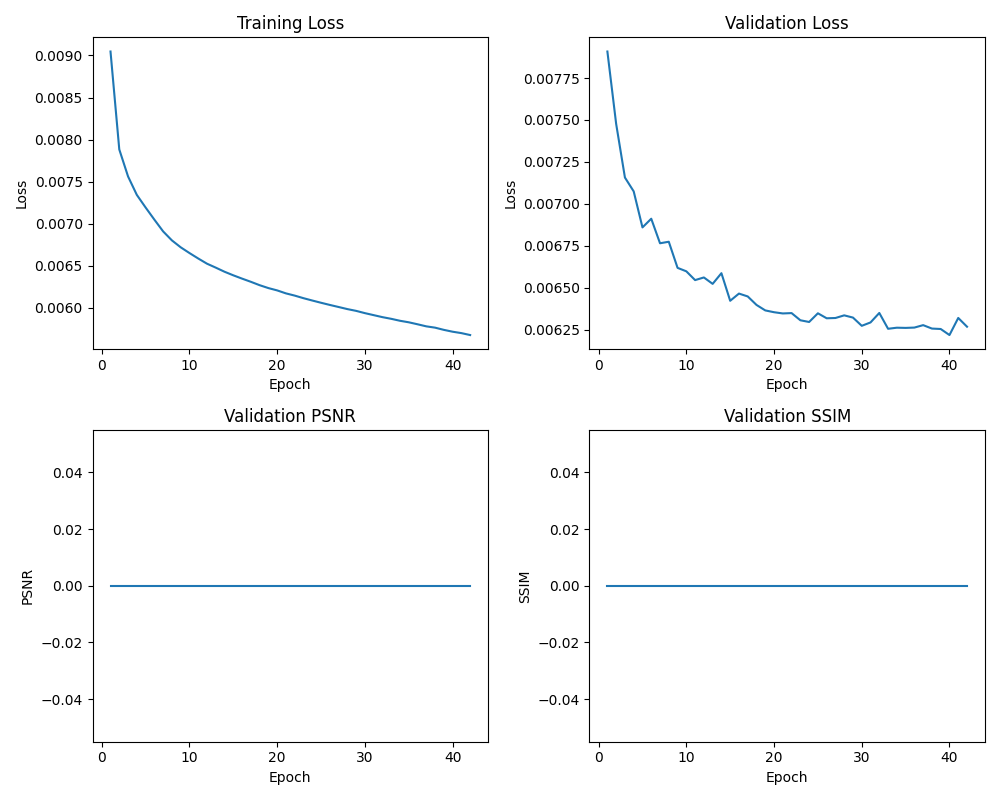 Training Loss
Loss
0.0090
0.0085
0.0080
0.0075
0.0070
0.0065
0.0060
0 10 20 30 40
Epoch
Validation Loss
Loss
0.00775
0.00750
0.00725
0.00700
0.00675
0.00650
0.00625
0 10 20 30 40
Epoch
Validation PSNR
PSNR
0.04
0.02
0.00
−0.02
−0.04
0 10 20 30 40
Epoch
Validation SSIM
SSIM
0.04
0.02
0.00
−0.02
−0.04
0 10 20 30 40
Epoch